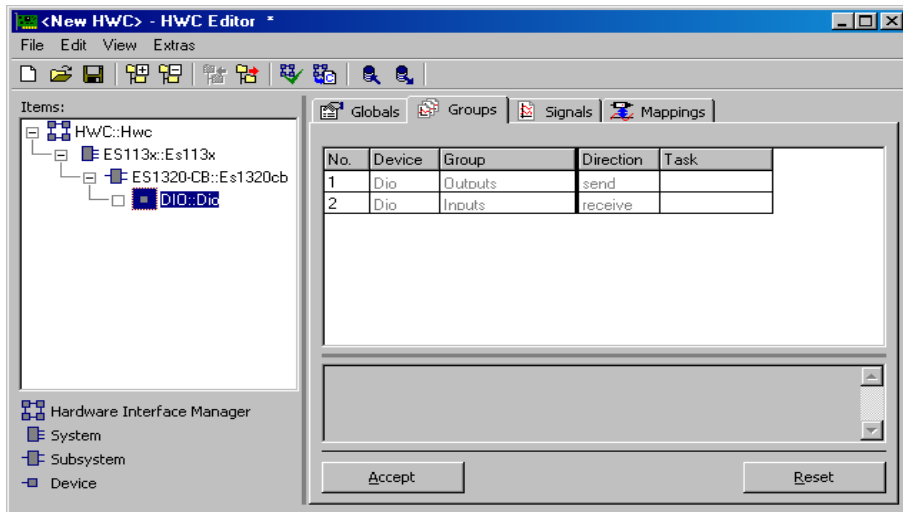 <New HWC> - HWC Editor *
File Edit View Extras
Items:
HWC::Hwc
ES113x::Es113x
ES1320-CB::Es1320cb
DIO::Dio
Hardware Interface Manager
System
Subsystem
Device
Globals Groups Signals Mappings
No. Device Group Direction Task
1 Dio Outputs send
2 Dio Inputs receive
Accept Reset